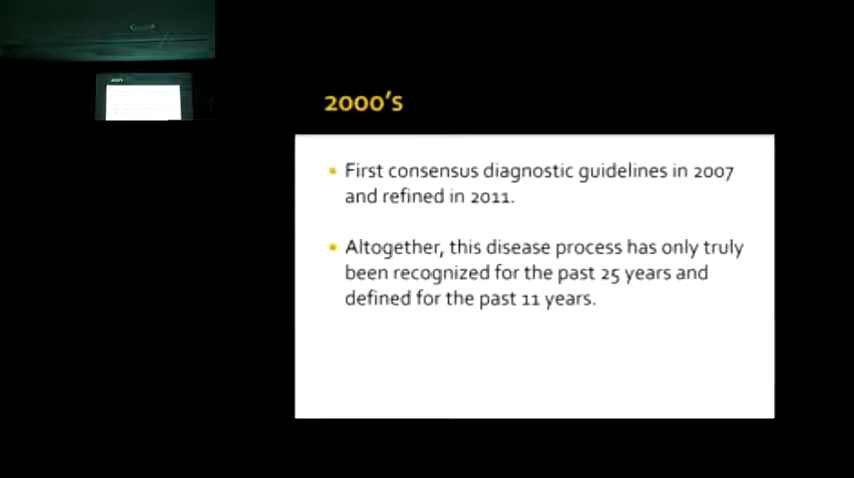 2000's
First consensus diagnostic guidelines in 2007
and refined in 2011.
Altogether, this disease process has only truly
been recognized for the past 25 years and
defined for the past 11 years.